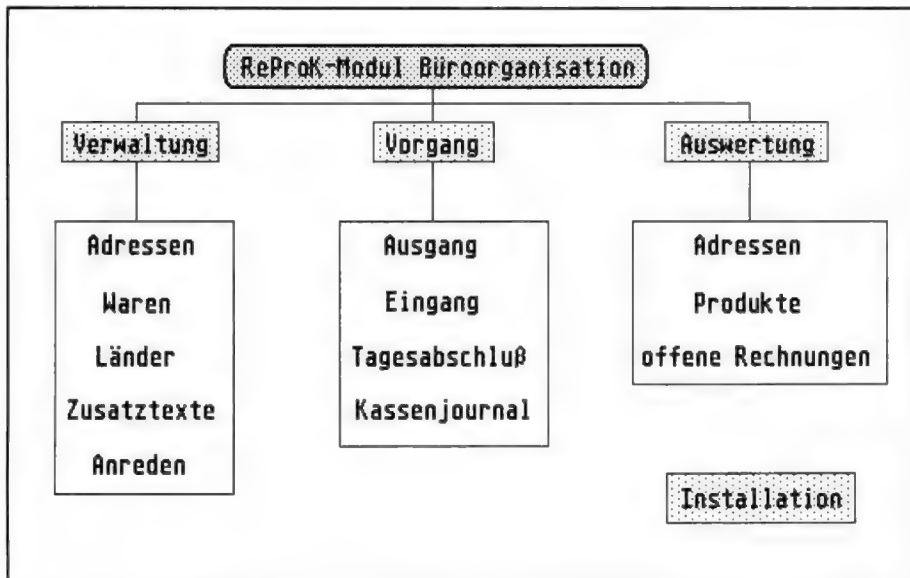 ReProK-Modul Büroorganisation
Verwaltung
Vorgang
Auswertung
Adressen
Waren
Länder
Zusatztexte
Anreden
Ausgang
Eingang
Tagesabschluß
Kassenjournal
Adressen
Produkte
offene Rechnungen
Installation